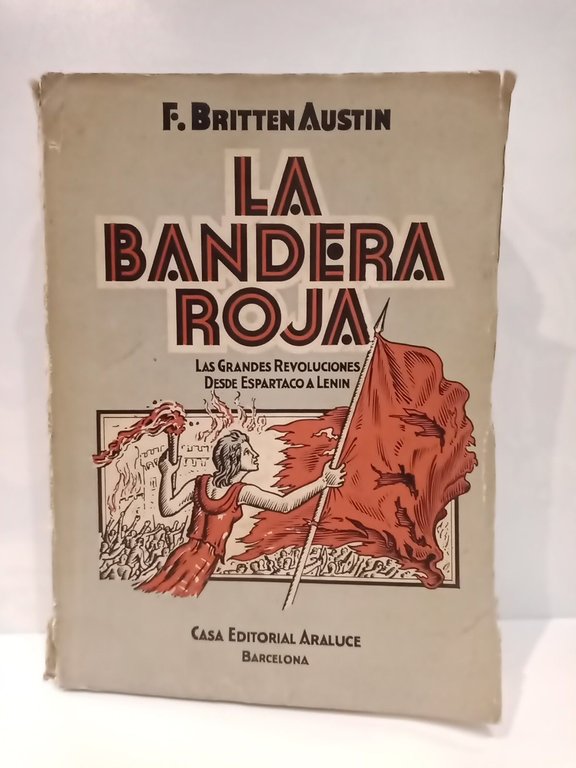 F. BRITTEN AUSTIN
LA
BANDERA
ROJA
LAS GRANDES REVOLUCIONES
DESDE ESPARTACO A LENIN
CASA EDITORIAL ARALUCE
BARCELONA